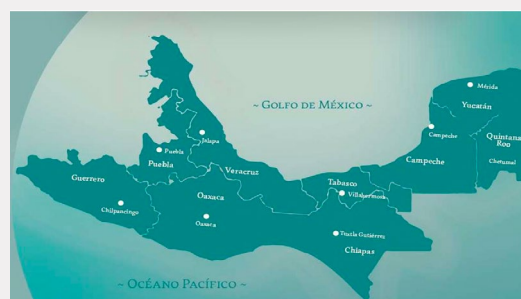 Mérida
~ GOLFO DE MÉXICO ~
Yucatán
Jalapa
Campeche
Quintana
Roo
Puebla
Puebla
Campeche
Chetumal
Veracruz
Guerrero
Tabasco
Oaxaca
Villahermosa
Chilpancingo
Oaxaca
Tuxtla Gutiérrez
Chiapas
~ OCÉANO PACÍFICO ~